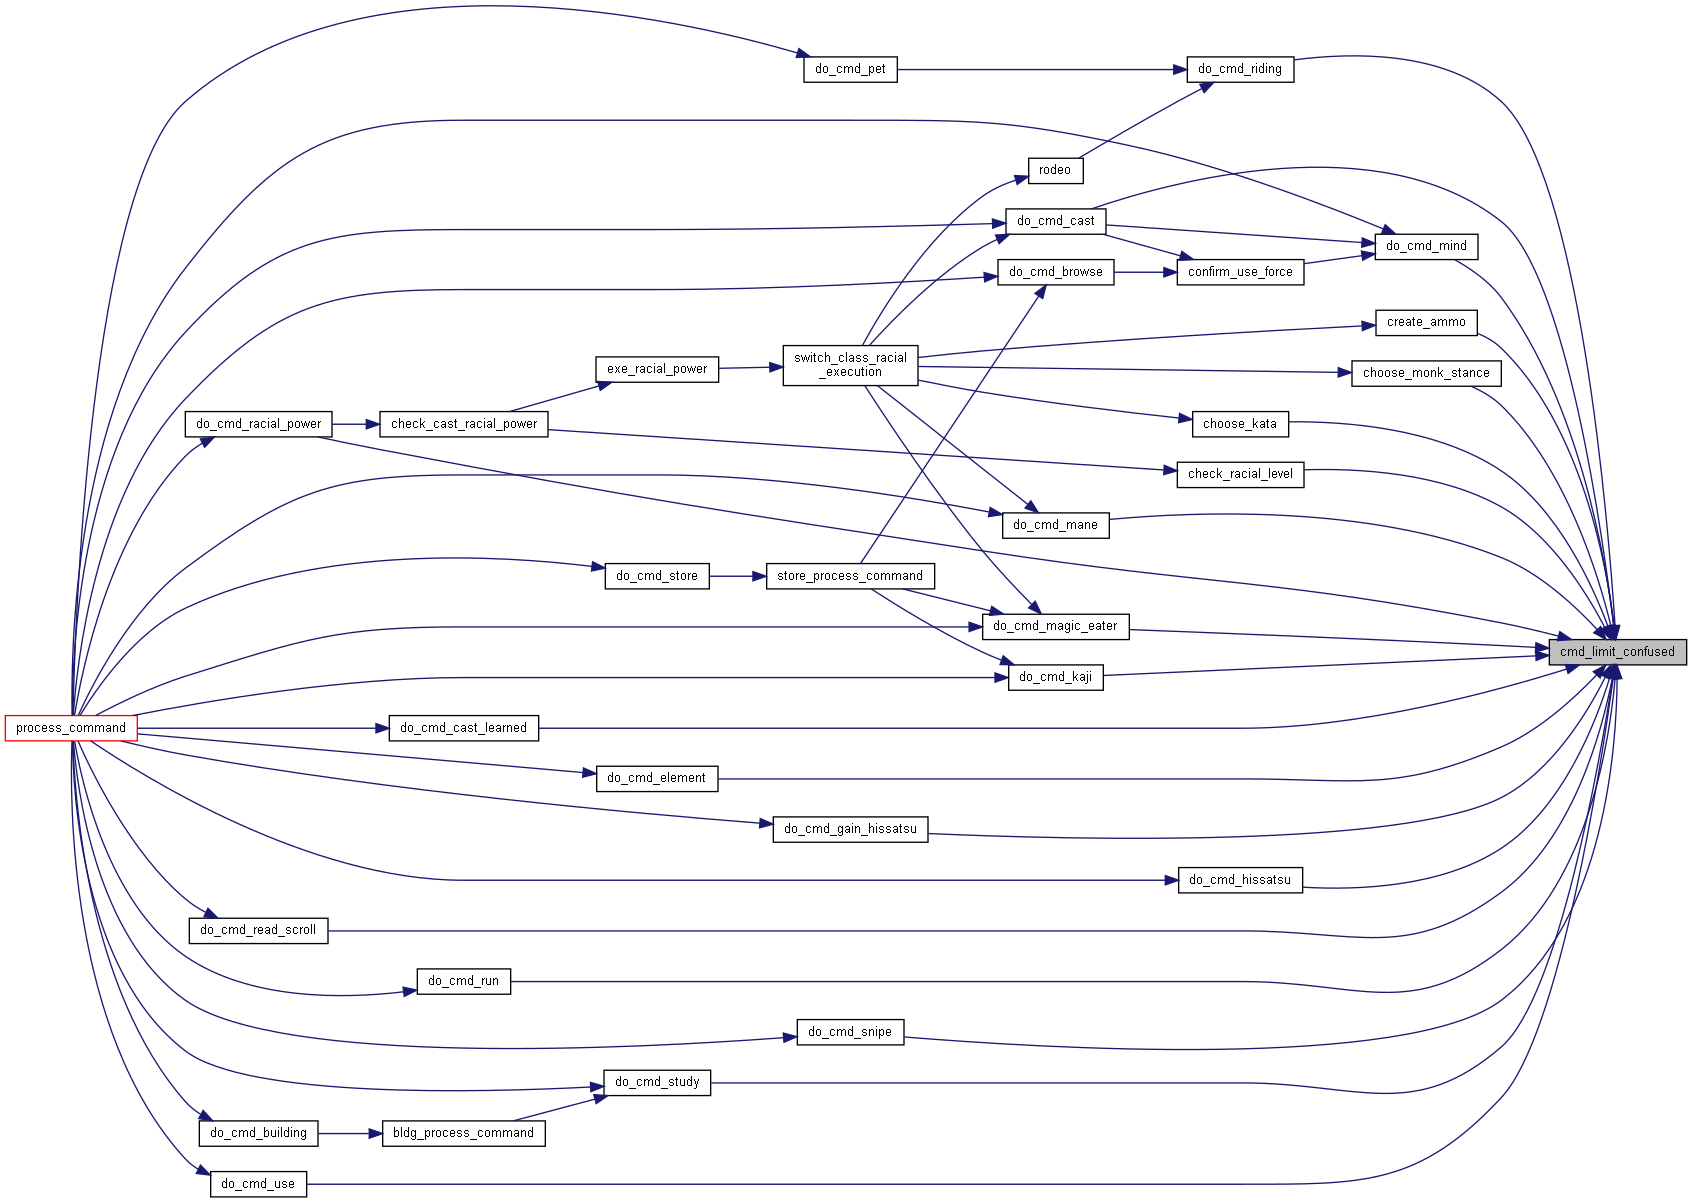 do_cmd_pet
do_cmd_riding
rodeo
do_cmd_cast
do_cmd_mind
do_cmd_browse
confirm_use_force
create_ammo
switch_class_racial
_execution
exe_racial_power
choose_monk_stance
do_cmd_racial_power
check_cast_racial_power
choose_kata
check_racial_level
do_cmd_mane
do_cmd_store
store_process_command
do_cmd_magic_eater
cmd_limit_confused
do_cmd_kaji
process_command
do_cmd_cast_learned
do_cmd_element
do_cmd_gain_hissatsu
do_cmd_hissatsu
do_cmd_read_scroll
do_cmd_run
do_cmd_snipe
do_cmd_study
do_cmd_building
bldg_process_command
do_cmd_use